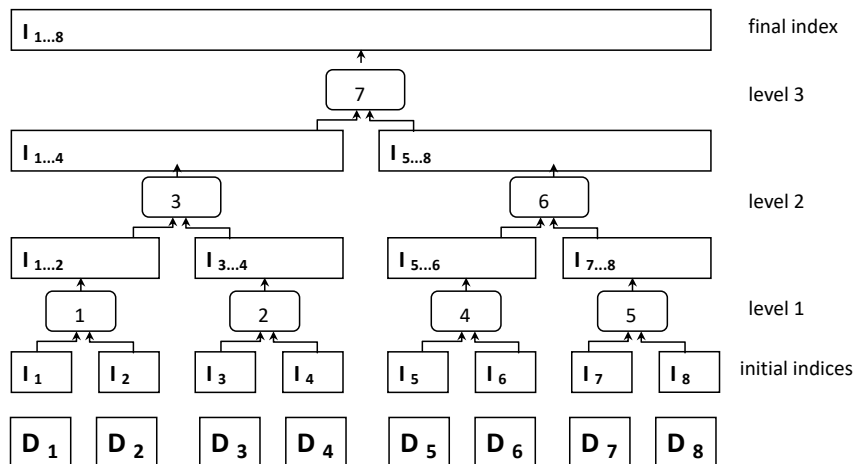 I 1...8 final index
7 level 3
I 1...4 I 5...8
3 6 level 2
I 1...2 I 3...4 I 5...6 I 7...8
1 2 4 5 level 1
I 1 I 2 I 3 I 4 I 5 I 6 I 7 I 8 initial indices
D 1 D 2 D 3 D 4 D 5 D 6 D 7 D 8